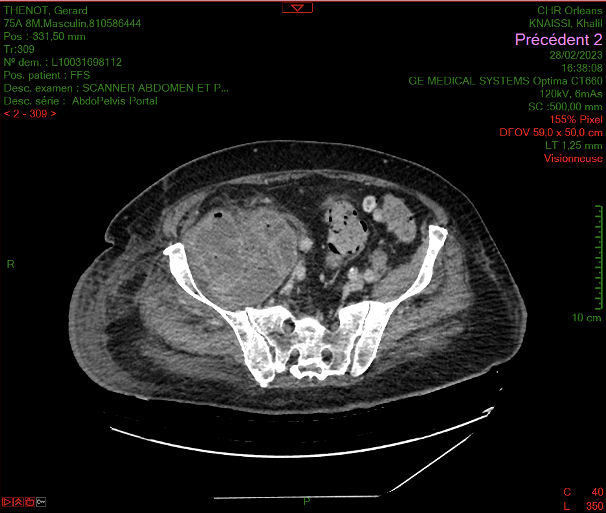 THENOT, Gerard
75A 8M,Masculin,810586444
Pos :-331,50 mm
Tr:309
Nº dem. : L10031698112
Pos. patient : FFS
Desc. examen : SCANNER ABDOMEN ET P...
Desc. série : AbdoPelvis Portal
< 2 - 309 >
CHR Orleans
KNAISSI, Khalil
Précédent 2
28/02/2023
16:38:08
GE MEDICAL SYSTEMS Optima CT660
120kV, 6mAs
SC :500,00 mm
155% Pixel
DFOV 59,0 x 50,0 cm
LT 1,25 mm
Visionneuse
R
10 cm
P
C 40
L 350